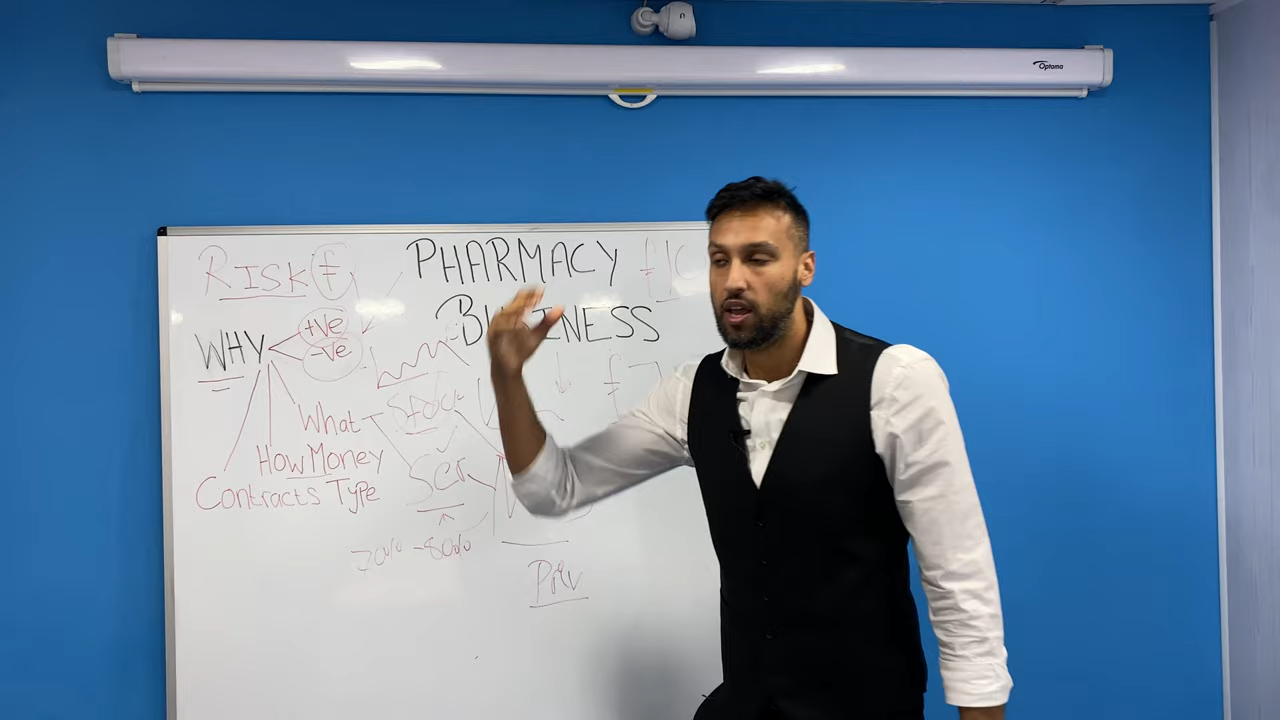 Optoma
RISK £
PHARMACY
BUSINESS
WHY
+ve
-ve
What
Stock
How Money
Ser
Contracts Type
70% -80%
Priv